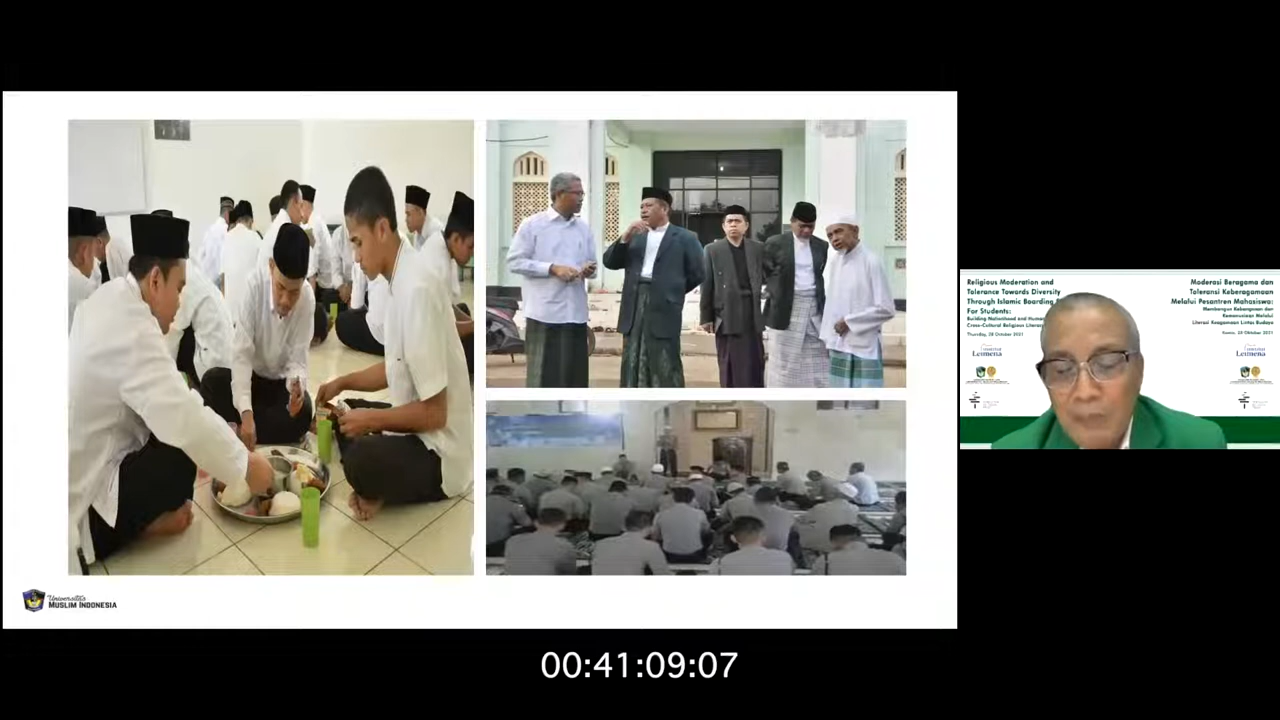 Universitas
MUSLIM INDONESIA
00:41:09:07
Religious Moderation and
Tolerance Towards Diversity
Through Islamic Boarding
For Students:
Building Nationhood and
Cross-Cultural Religious
Thursday, 28 October 2021
Leimena
Moderasi Beragama dan
Toleransi Keberagamaan
Melalui Pesantren Mahasiswa:
Membangun Kebangsaan dan
Kemanusiaan Melalui
Literasi Keagamaan Lintas Budaya
Kamis, 28 Oktober 2021
Leimena